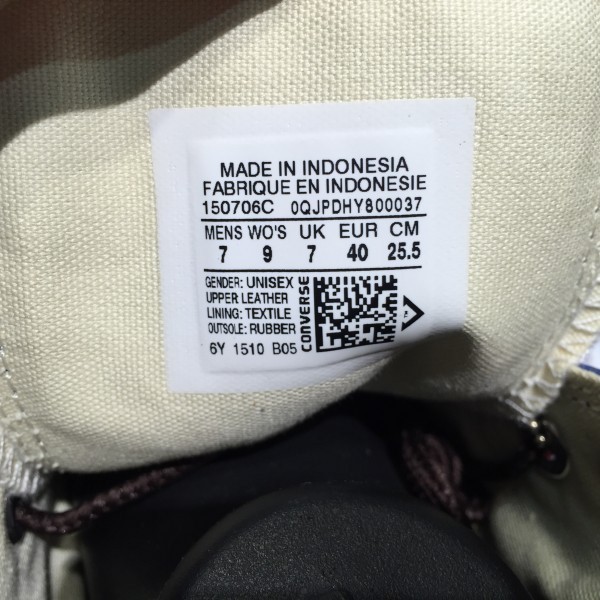 MADE IN INDONESIA
FABRIQUE EN INDONESIE
150706C 0QJPDHY800037
MENS WO'S UK EUR CM
7 9 7 40 25.5
GENDER: UNISEX
UPPER: LEATHER
LINING: TEXTILE
OUTSOLE: RUBBER
6Y 1510 B05
CONVERSE